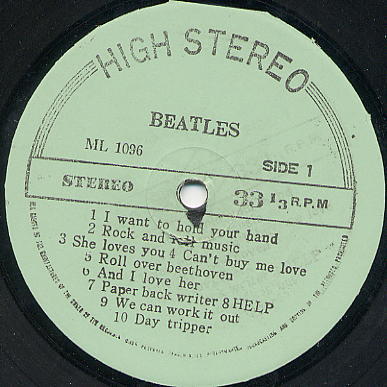 HIGH STEREO
BEATLES
ML 1096
SIDE 1
STEREO
33 1/3 R.P.M
1 I want to hold your hand
2 Rock and roll music
3 She loves you 4 Can't buy me love
5 Roll over beethoven
6 And I love her
7 Paper back writer 8 HELP
9 We can work it out
10 Day tripper